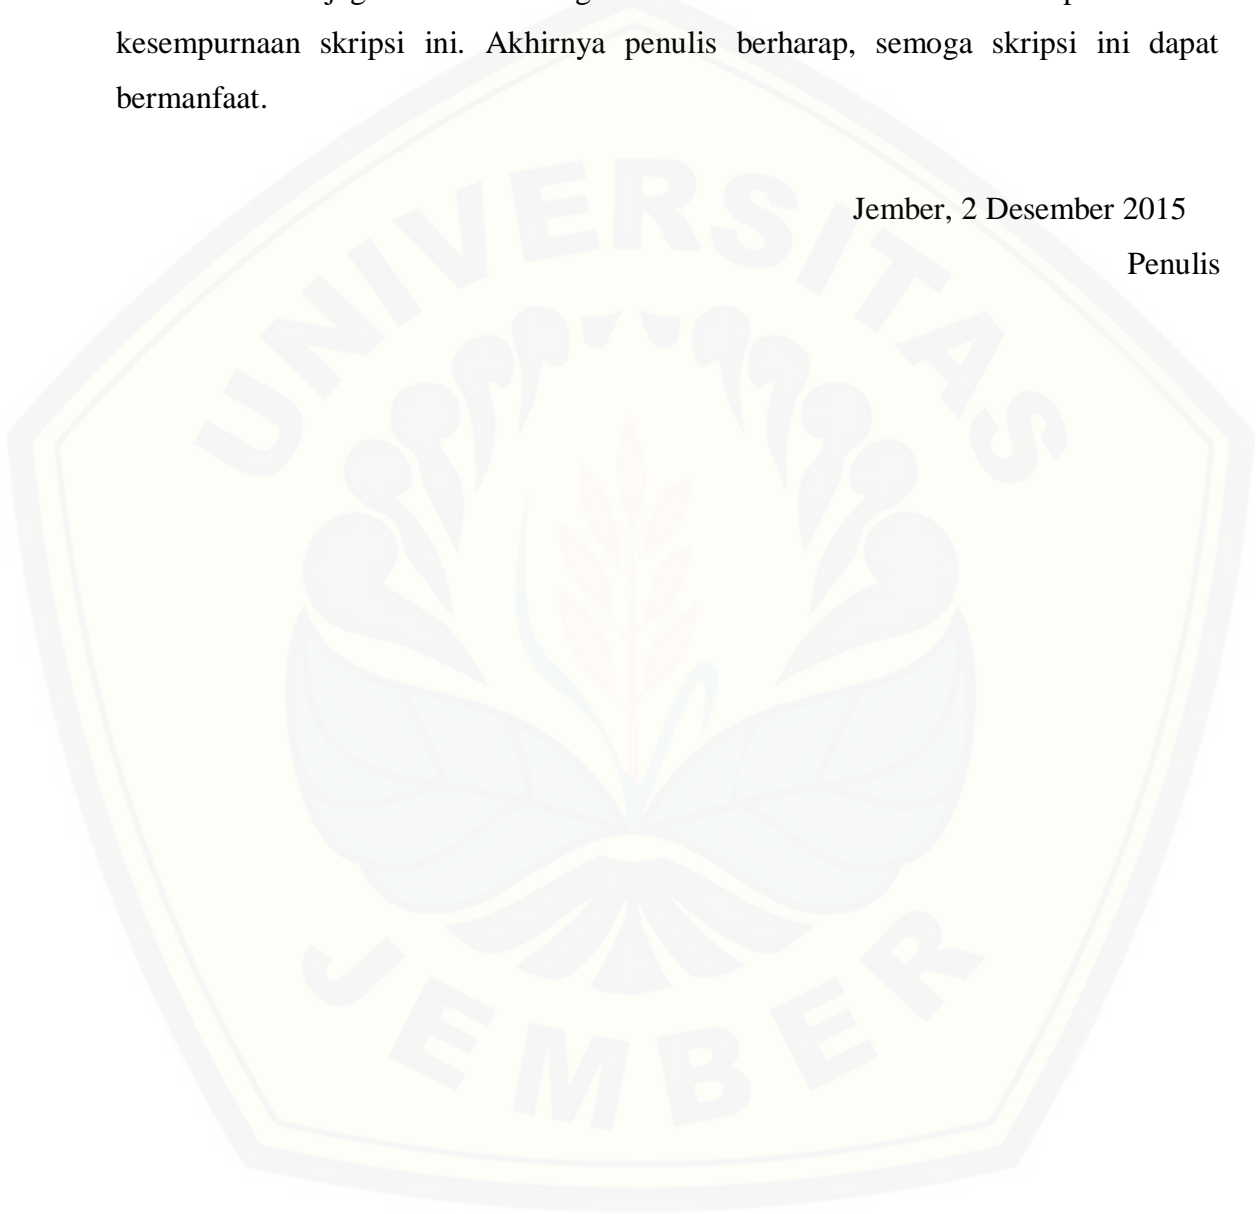 kesempurnaan skripsi ini. Akhirnya penulis berharap, semoga skripsi ini dapat
bermanfaat.
Jember, 2 Desember 2015
Penulis
UNIVERSITAS
JEMBER